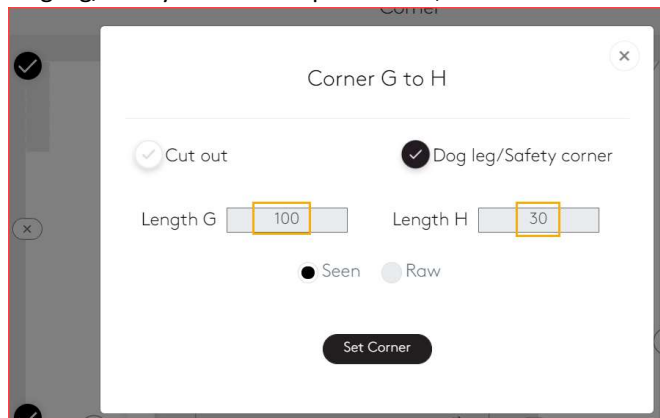 Corner
Corner G to H
Cut out
Dog leg/Safety corner
Length G 100
Length H 30
Seen
Raw
Set Corner